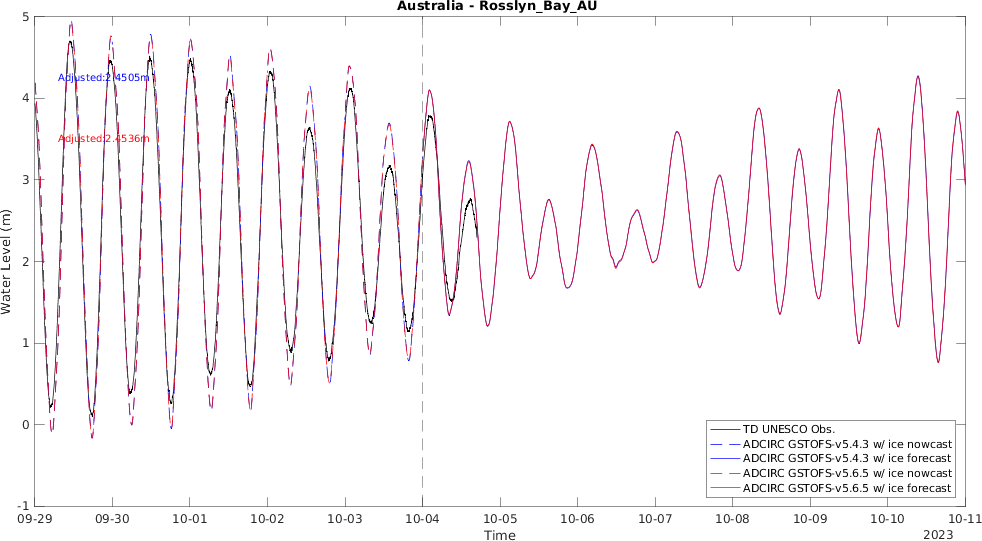 Australia - Rosslyn_Bay_AU
5
Adjusted:2.4505m
4
Adjusted:2.4536m
3
Water Level (m)
2
1
0
-1
TD UNESCO Obs.
ADCIRC GSTOFS-v5.4.3 w/ ice nowcast
ADCIRC GSTOFS-v5.4.3 w/ ice forecast
ADCIRC GSTOFS-v5.6.5 w/ ice nowcast
ADCIRC GSTOFS-v5.6.5 w/ ice forecast
09-29 09-30 10-01 10-02 10-03 10-04 10-05 10-06 10-07 10-08 10-09 10-10 10-11
Time
2023